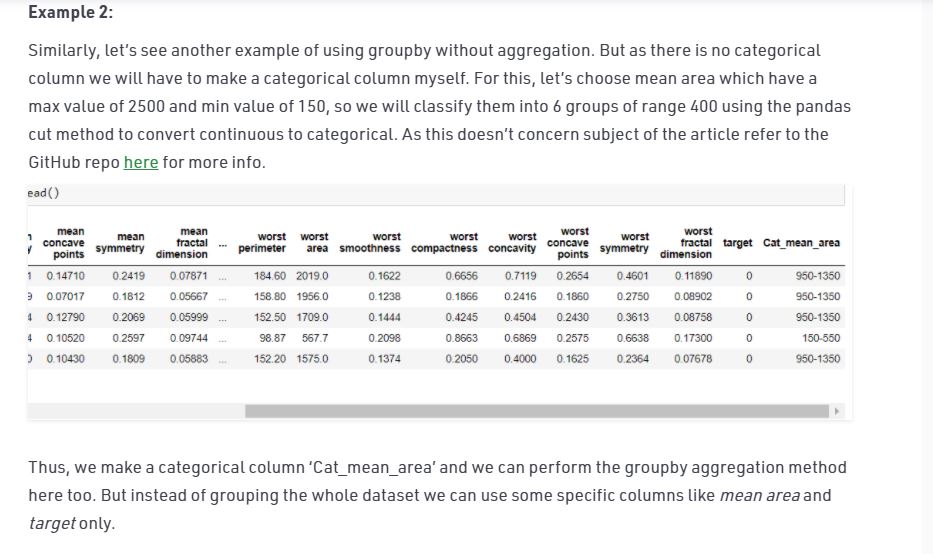 Example 2:
Similarly, let's see another example of using groupby without aggregation. But as there is no categorical
column we will have to make a categorical column myself. For this, let's choose mean area which have a
max value of 2500 and min value of 150, so we will classify them into 6 groups of range 400 using the pandas
cut method to convert continuous to categorical. As this doesn't concern subject of the article refer to the
GitHub repo here for more info.
ead()
mean concave points mean symmetry mean fractal dimension ... worst perimeter worst area worst smoothness worst compactness worst concavity worst concave points worst symmetry worst fractal dimension target Cat_mean_area
1 0.14710 0.2419 0.07871 ... 184.60 2019.0 0.1622 0.6656 0.7119 0.2654 0.4601 0.11890 0 950-1350
9 0.07017 0.1812 0.05667 ... 158.80 1956.0 0.1238 0.1866 0.2416 0.1860 0.2750 0.08902 0 950-1350
4 0.12790 0.2069 0.05999 ... 152.50 1709.0 0.1444 0.4245 0.4504 0.2430 0.3613 0.08758 0 950-1350
4 0.10520 0.2597 0.09744 ... 98.87 567.7 0.2098 0.8663 0.6869 0.2575 0.6638 0.17300 0 150-550
0 0.10430 0.1809 0.05883 ... 152.20 1575.0 0.1374 0.2050 0.4000 0.1625 0.2364 0.07678 0 950-1350
Thus, we make a categorical column 'Cat_mean_area' and we can perform the groupby aggregation method
here too. But instead of grouping the whole dataset we can use some specific columns like mean area and
target only.